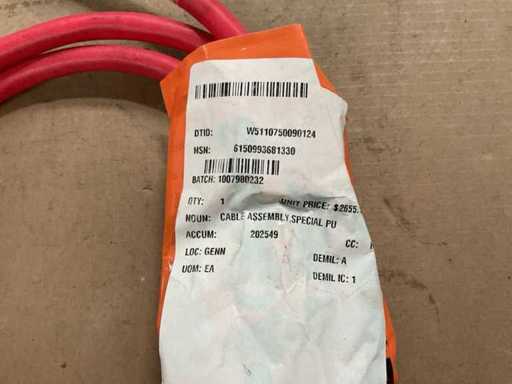 DTID: W5110750090124
NSN: 6150993681330
BATCH: 1007980232
QTY: 1 UNIT PRICE: $2655.
NOUN: CABLE ASSEMBLY,SPECIAL PU
ACCUM: 202549 CC:
LOC: GENN DEMIL: A
UOM: EA DEMIL IC: 1